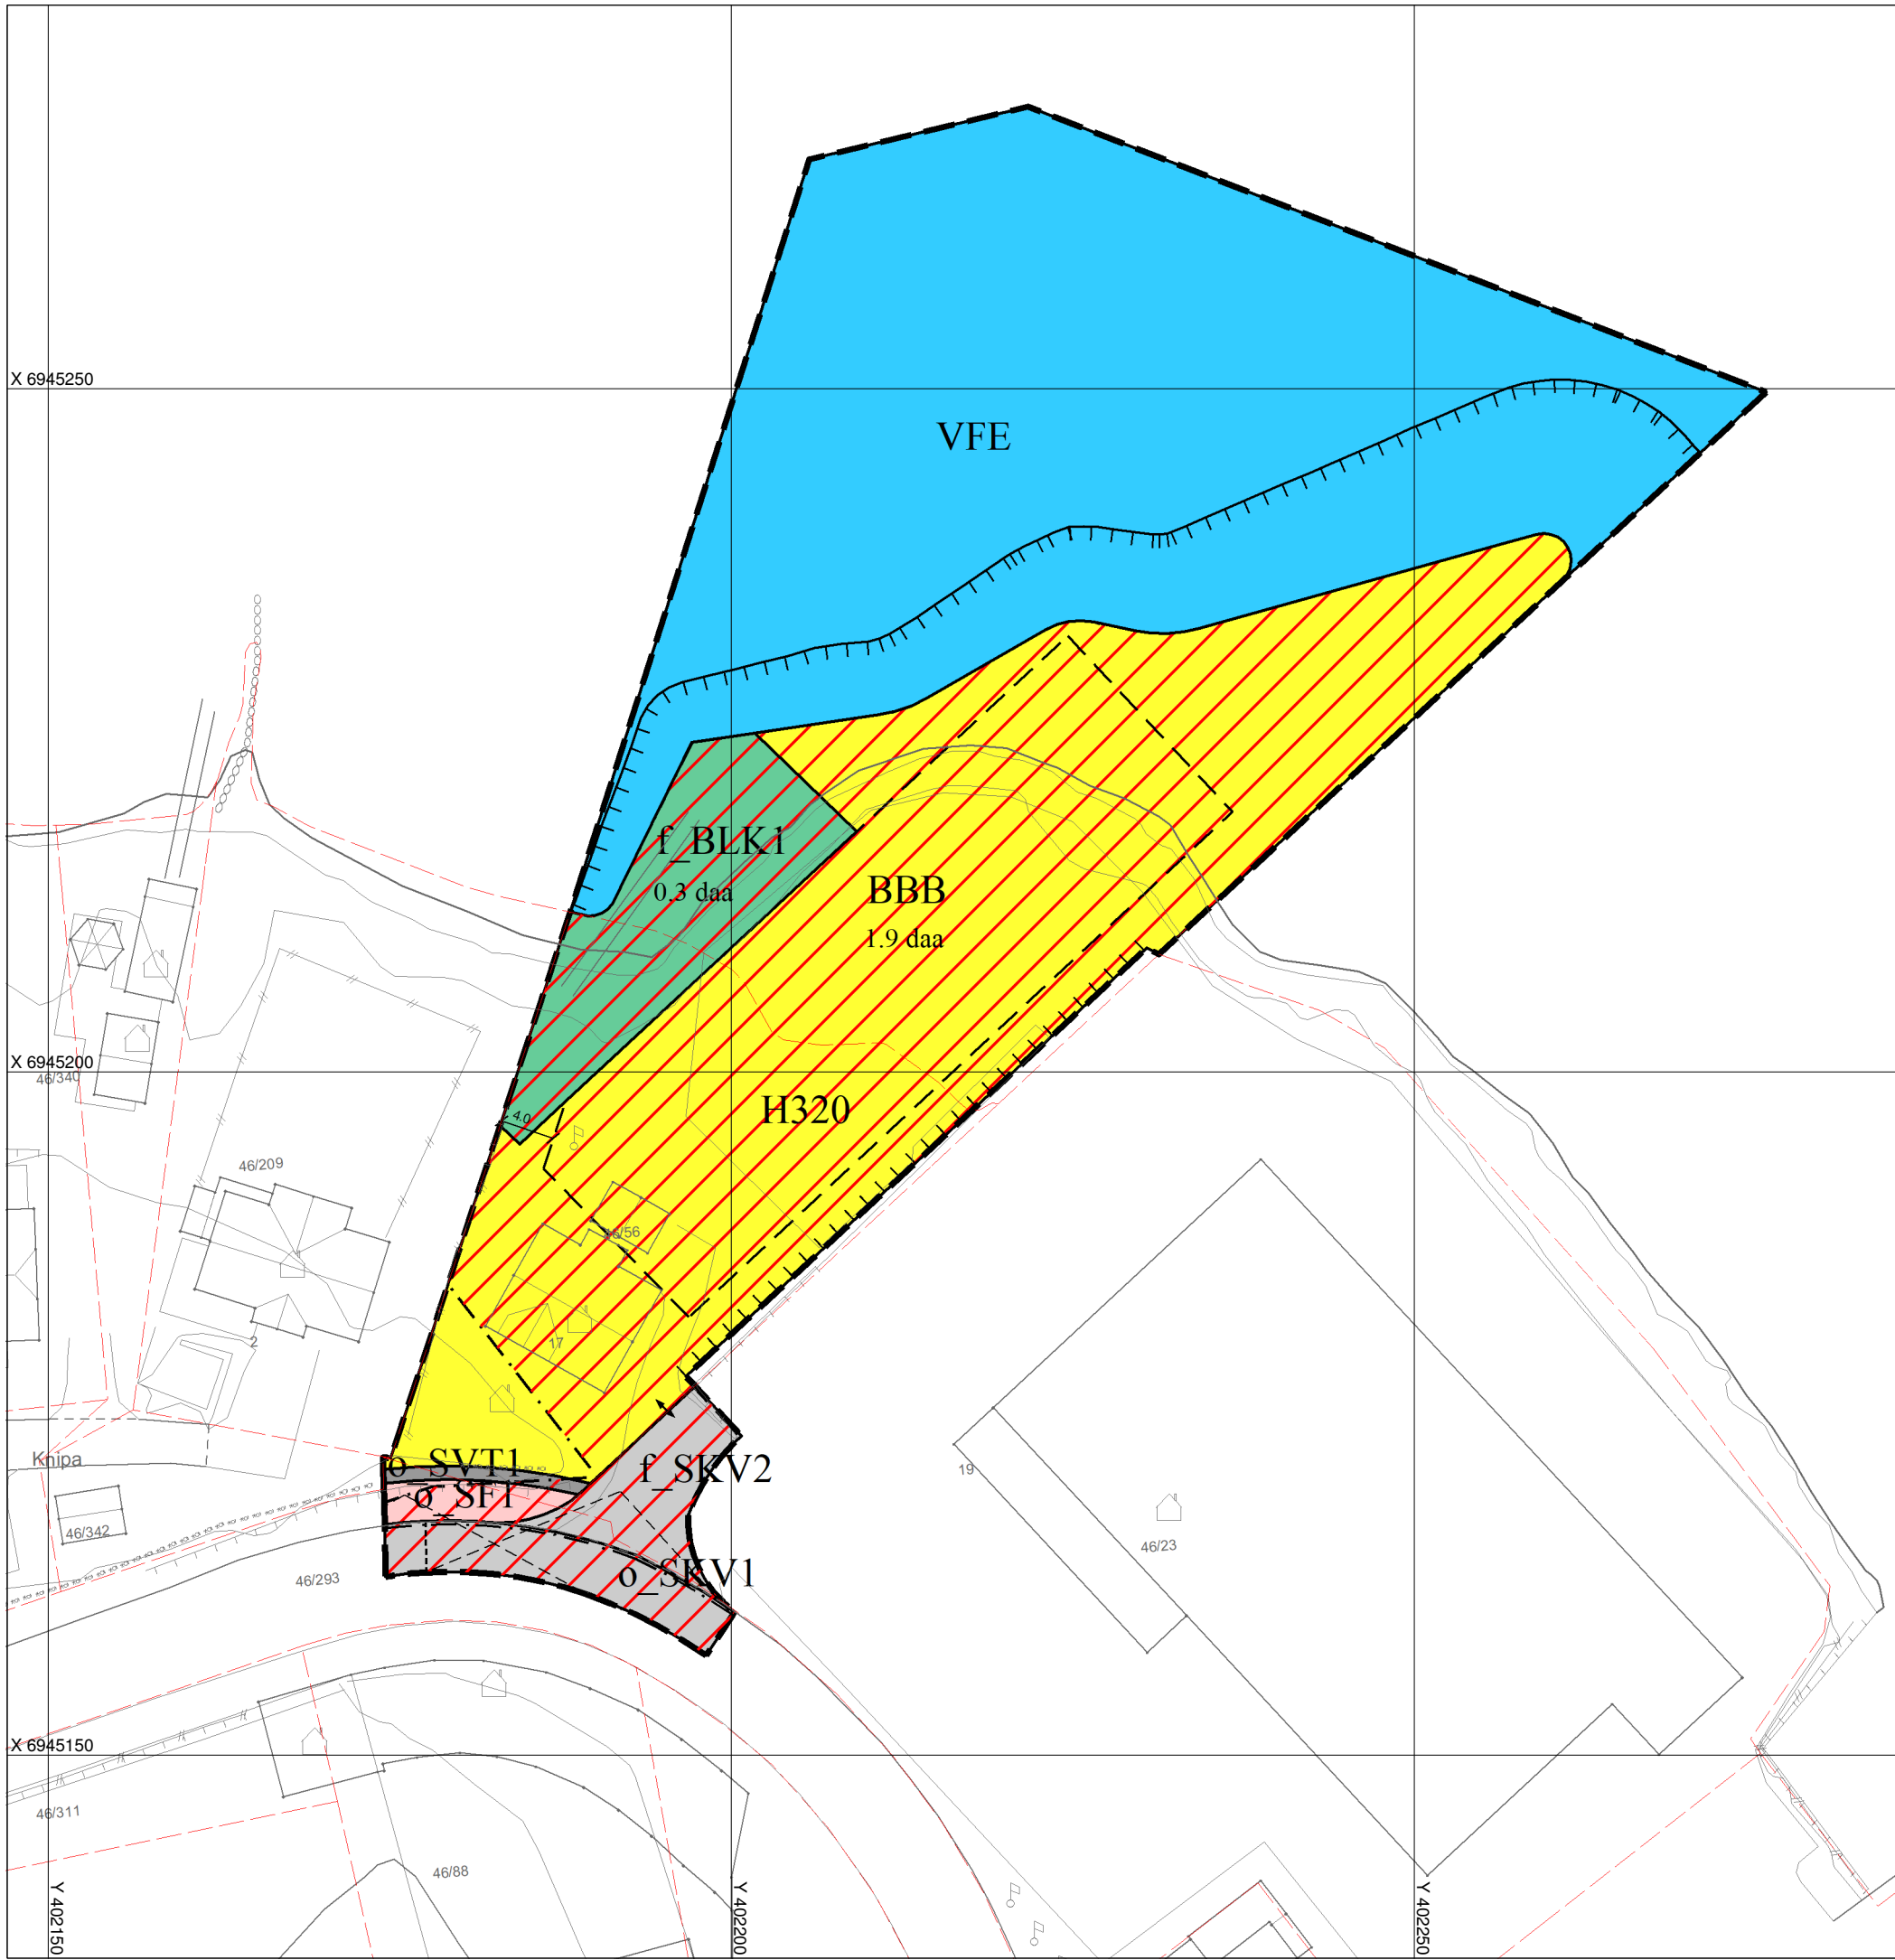 X 6945250
VFE
f_BLK1
0.3 daa
BBB
1.9 daa
X 6945200
46/340
H320
4.0
46/209
46/56
2
17
Knipa
o_SVT1
f_SKV2
19
o_SF1
46/342
46/23
46/293
o_SKV1
X 6945150
46/311
46/88
Y 402150
Y 402200
Y 402250